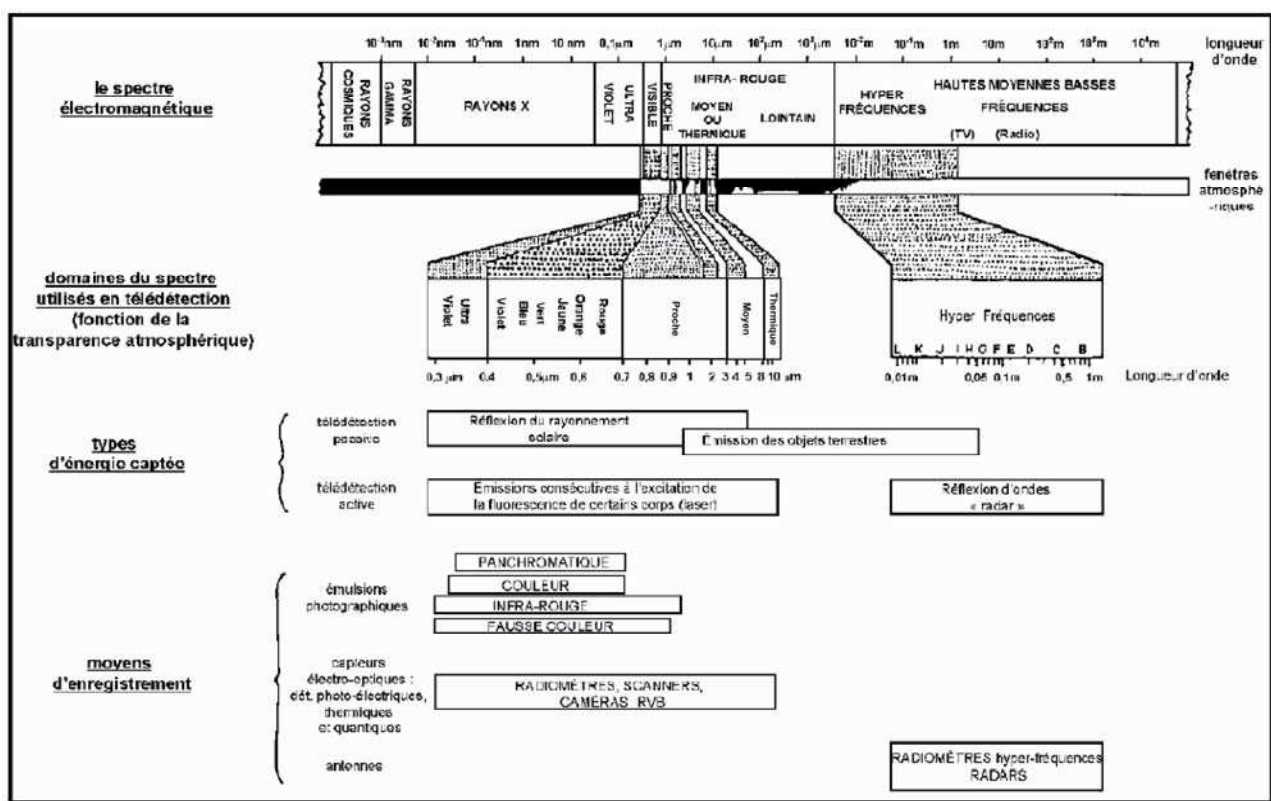 10⁻³nm 10⁻²nm 10⁻¹nm 1nm 10 nm 0,1µm 1µm 10µm 10²µm 10³µm 10⁻²m 10⁻¹m 1m 10m 10²m 10³m 10⁴m
longueur
d'onde
le spectre
électromagnétique
RAYONS
COSMIQUES
RAYONS
GAMMA
RAYONS X
ULTRA
VIOLET
VISIBLE
PROCHE
INFRA-ROUGE
MOYEN
OU
THERMIQUE
LOINTAIN
HYPER
FRÉQUENCES
HAUTES MOYENNES BASSES
FRÉQUENCES
(TV) (Radio)
fenêtres
atmosphé
-riques
domaines du spectre
utilisés en télédétection
(fonction de la
transparence atmosphérique)
Ultra
Violet
Violet
Bleu
Vert
Jaune
Orange
Rouge
Proche
Moyen
Thermique
Hyper Fréquences
L K J I H G F E D C B
0,3 µm 0,4 0,5µm 0,6 0,7 0,8 0,9 1 2 3 4 5 8 10 µm
0,01m 0,05 0,1m 0,5 1m
Longueur d'onde
types
d'énergie captée
télédétection
passive
Réflexion du rayonnement
solaire
Émission des objets terrestres
télédétection
active
Emissions consécutives à l'excitation de
la fluorescence de certains corps (laser)
Réflexion d'ondes
« radar »
moyens
d'enregistrement
émulsions
photographiques
PANCHROMATIQUE
COULEUR
INFRA-ROUGE
FAUSSE COULEUR
capteurs
électro-optiques :
dét. photo-électriques,
thermiques
et quantiques
RADIOMÈTRES, SCANNERS,
CAMÉRAS RVB
antennes
RADIOMÈTRES hyper-fréquences
RADARS